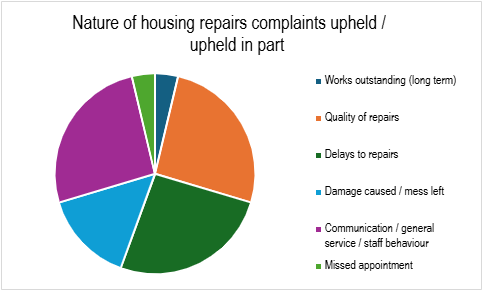 Nature of housing repairs complaints upheld /
upheld in part
Works outstanding (long term)
Quality of repairs
Delays to repairs
Damage caused / mess left
Communication / general
service / staff behaviour
Missed appointment